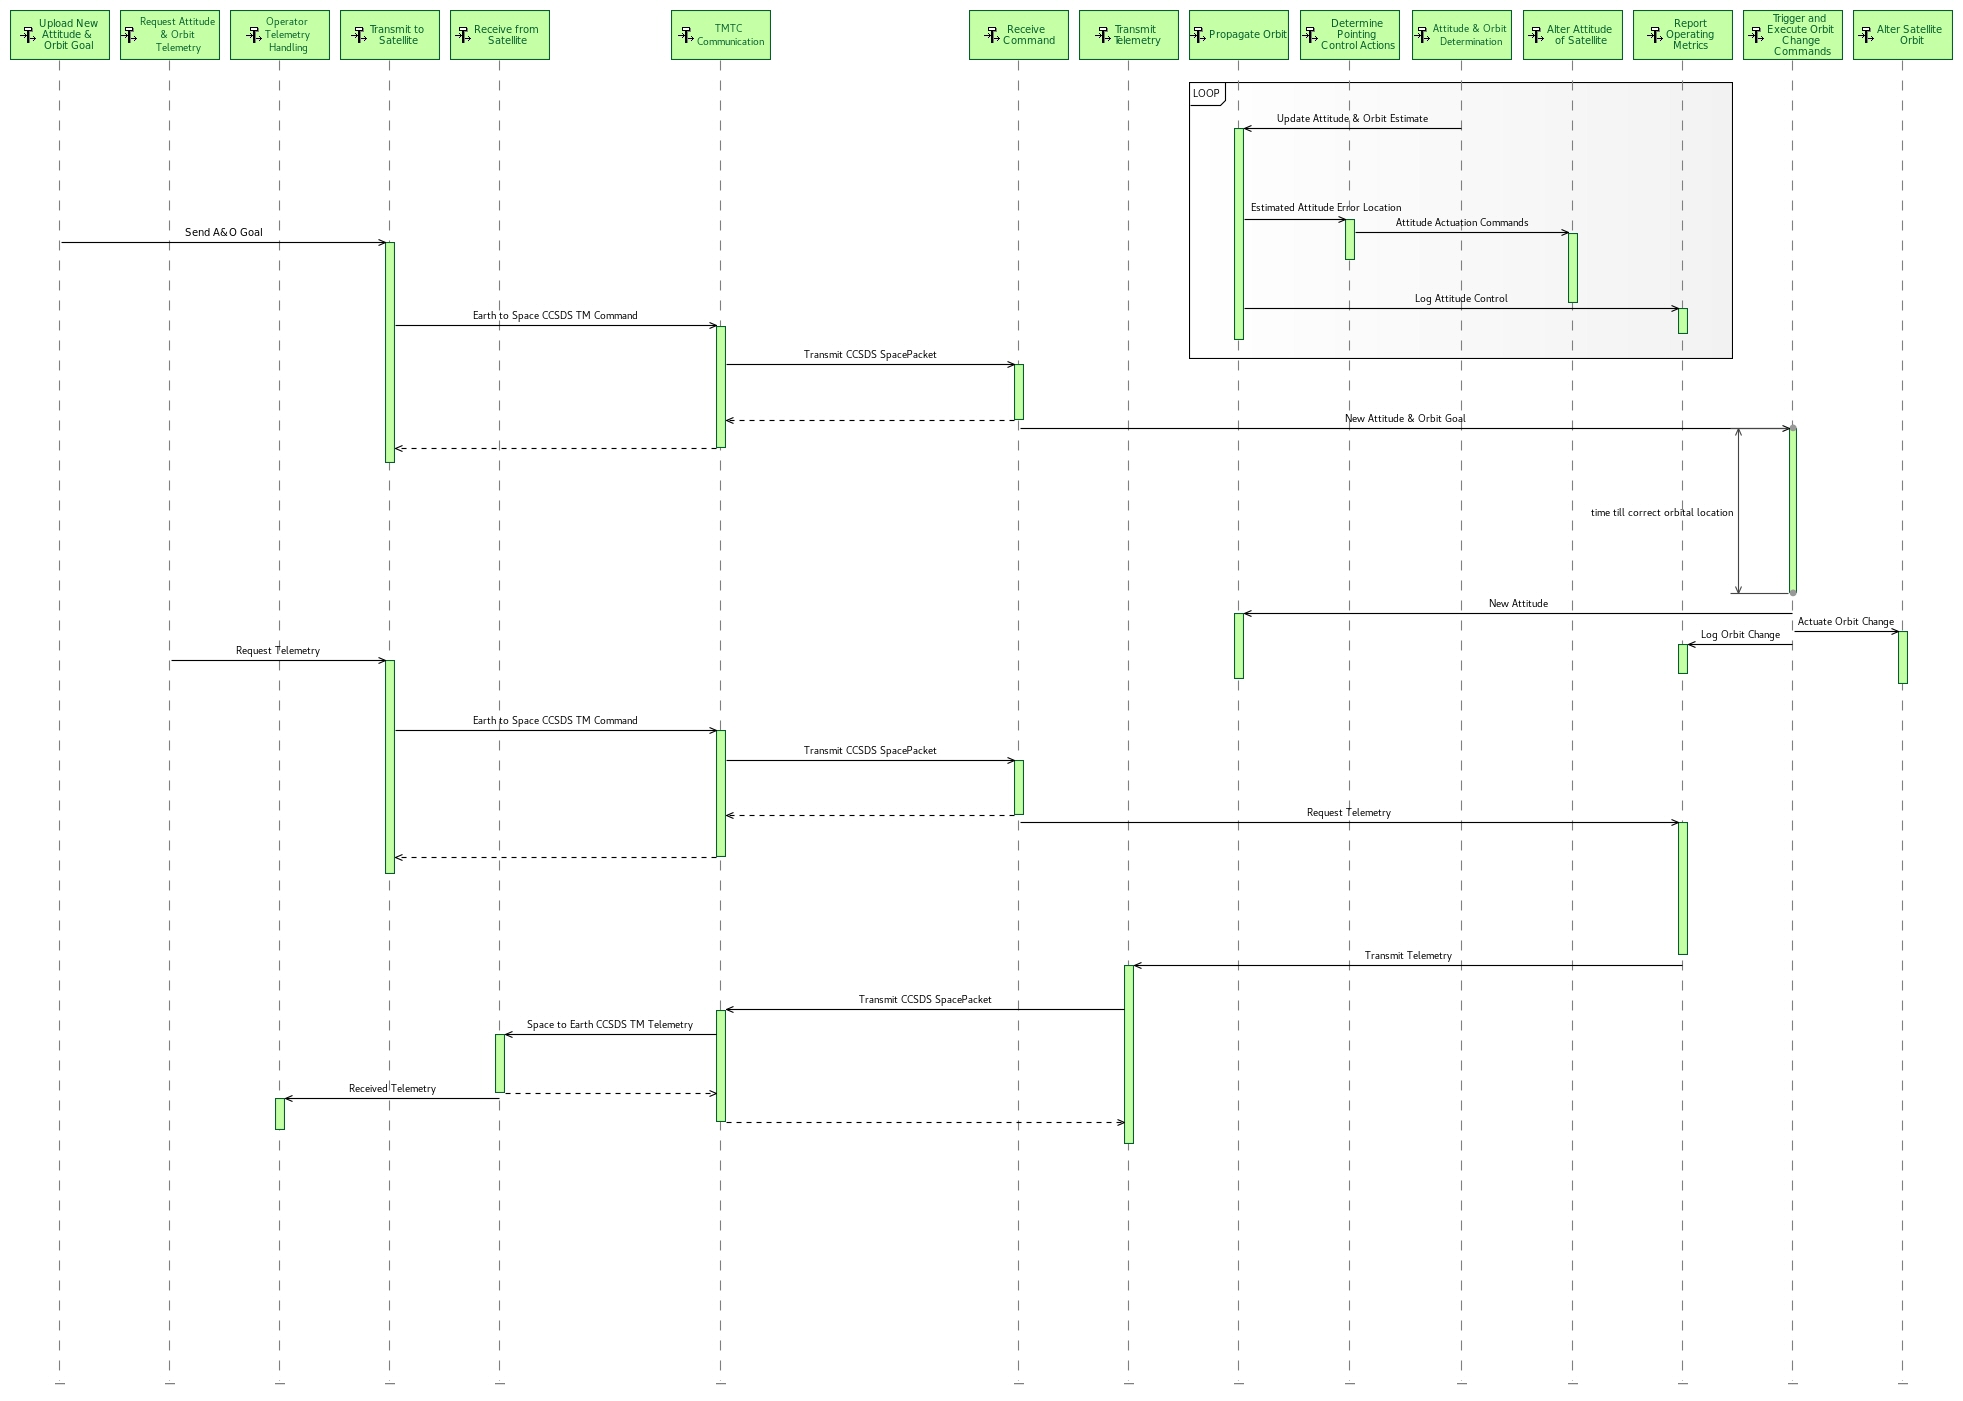 Upload New
Attitude &
Orbit Goal
Request Attitude
& Orbit
Telemetry
Operator
Telemetry
Handling
Transmit to
Satellite
Receive from
Satellite
TMTC
Communication
Receive
Command
Transmit
Telemetry
Propagate Orbit
Determine
Pointing
Control Actions
Attitude & Orbit
Determination
Alter Attitude
of Satellite
Report
Operating
Metrics
Trigger and
Execute Orbit
Change
Commands
Alter Satellite
Orbit
LOOP
Update Attitude & Orbit Estimate
Estimated Attitude Error Location
Attitude Actuation Commands
Send A&O Goal
Log Attitude Control
Earth to Space CCSDS TM Command
Transmit CCSDS SpacePacket
New Attitude & Orbit Goal
time till correct orbital location
New Attitude
Actuate Orbit Change
Log Orbit Change
Request Telemetry
Earth to Space CCSDS TM Command
Transmit CCSDS SpacePacket
Request Telemetry
Transmit Telemetry
Transmit CCSDS SpacePacket
Space to Earth CCSDS TM Telemetry
Received Telemetry